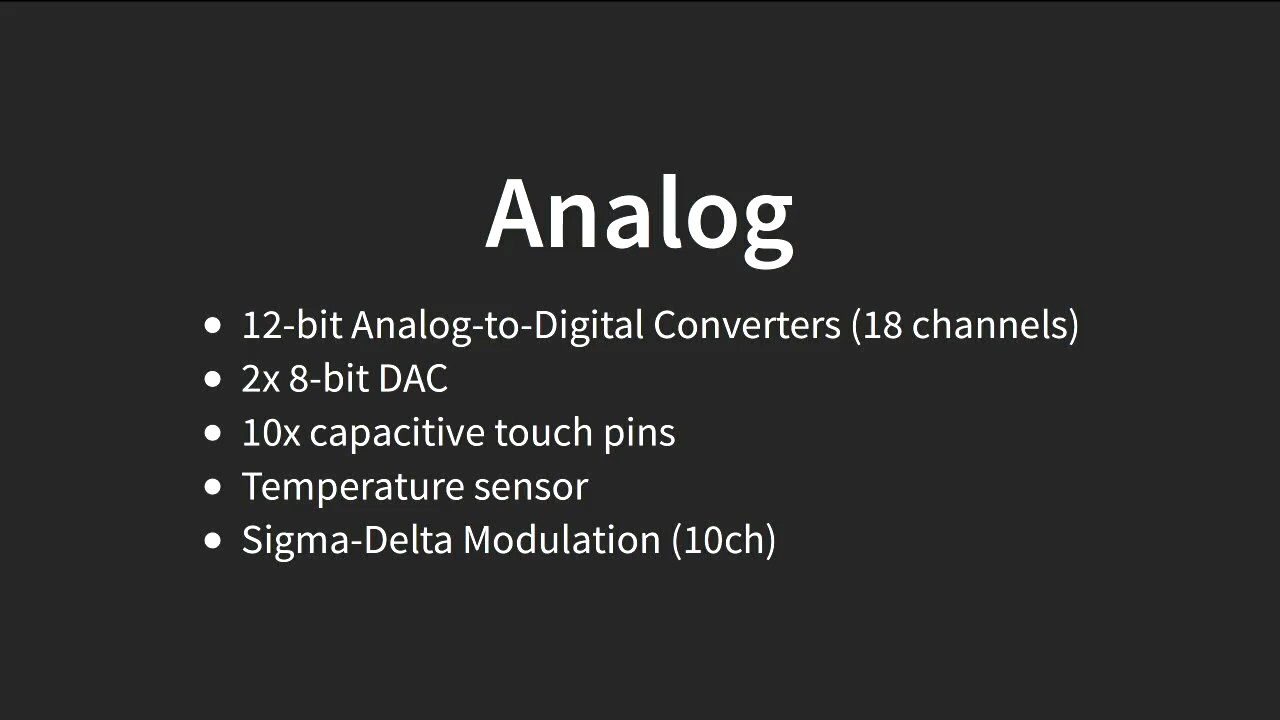 Analog
12-bit Analog-to-Digital Converters (18 channels)
2x 8-bit DAC
10x capacitive touch pins
Temperature sensor
Sigma-Delta Modulation (10ch)